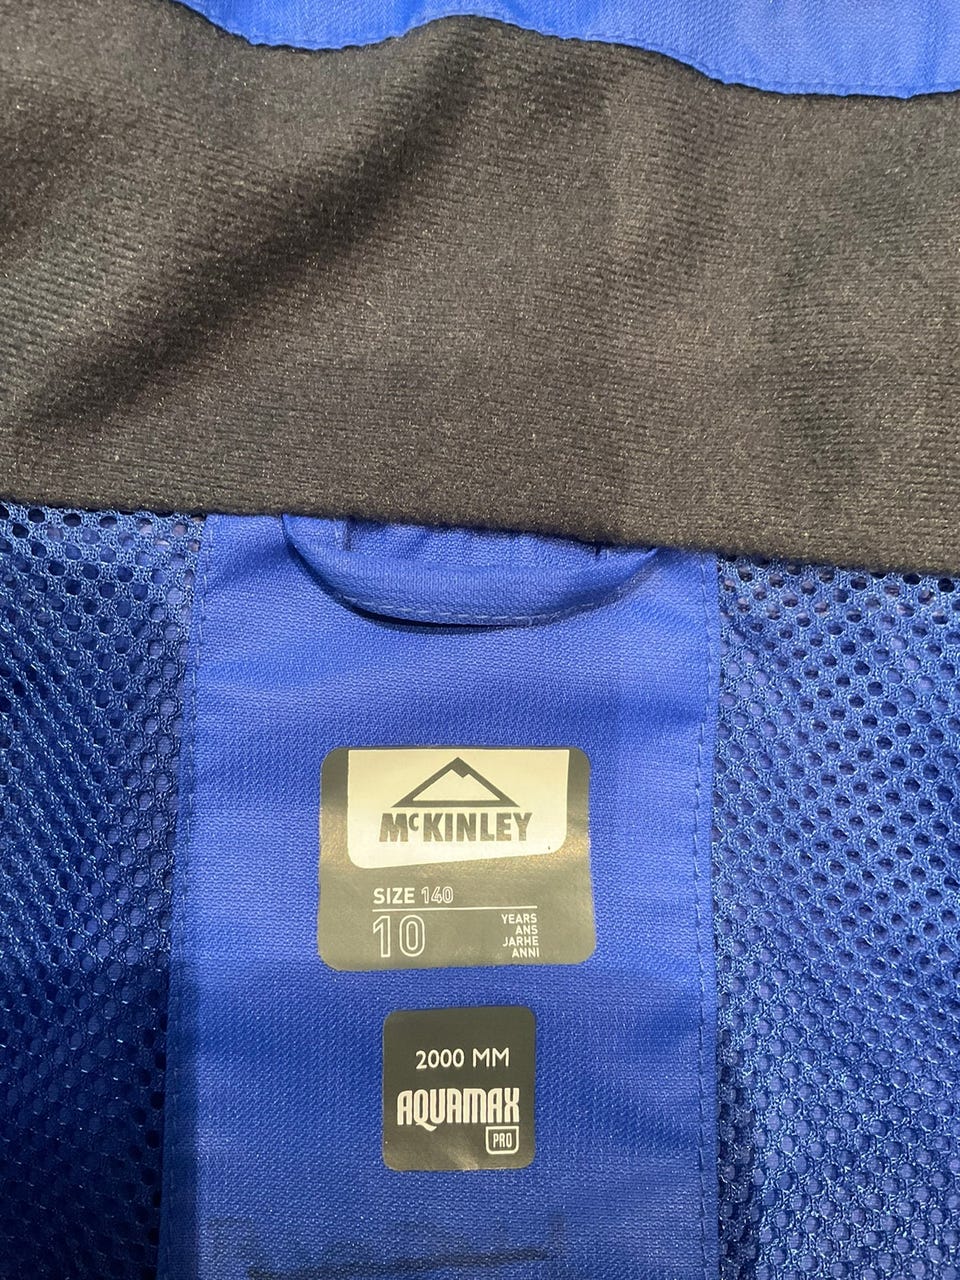 McKINLEY
SIZE 140
10
YEARS
ANS
JARHE
ANNI
2000 MM
AQUAMAX
PRO